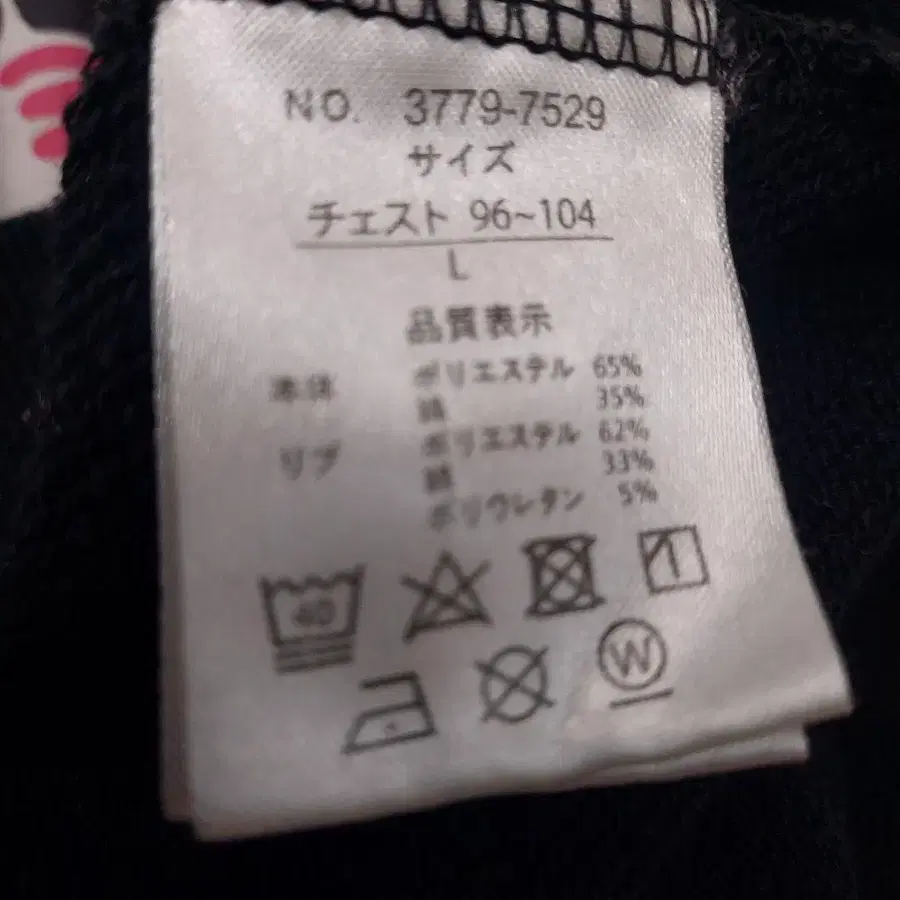 NO. 3779-7529
サイズ
チェスト 96~104
L
品質表示
本体 ポリエステル 65%
綿 35%
リブ ポリエステル 62%
綿 33%
ポリウレタン 5%
40
W